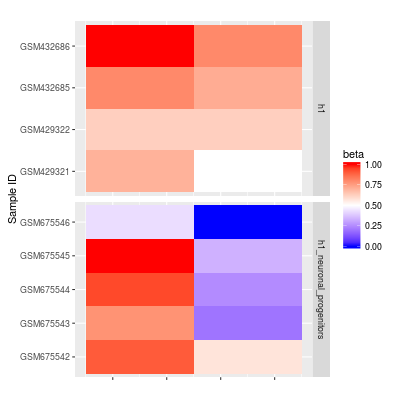 GSM432686
GSM432685
GSM429322
GSM429321
h1
GSM675546
GSM675545
GSM675544
GSM675543
GSM675542
h1_neuronal_progenitors
Sample ID
beta
1.00
0.75
0.50
0.25
0.00